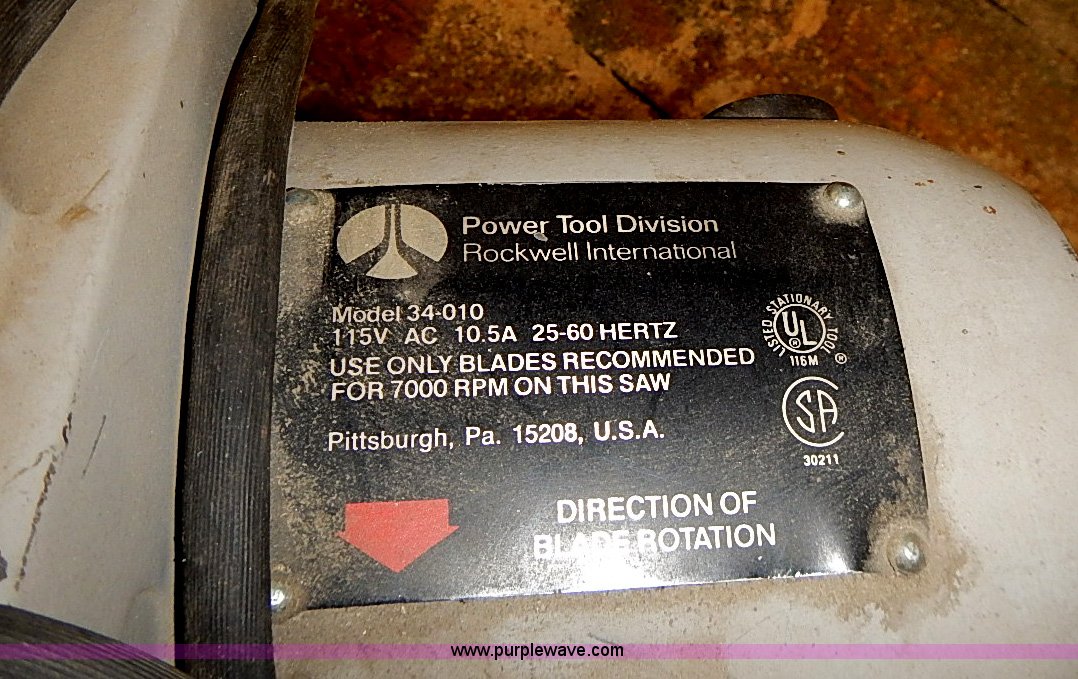 Power Tool Division
Rockwell International
Model 34-010
115V AC 10.5A 25-60 HERTZ
USE ONLY BLADES RECOMMENDED
FOR 7000 RPM ON THIS SAW
Pittsburgh, Pa. 15208, U.S.A.
LISTED STATIONARY TOOL
UL
®
116M
®
SA
30211
DIRECTION OF
BLADE ROTATION
www.purplewave.com